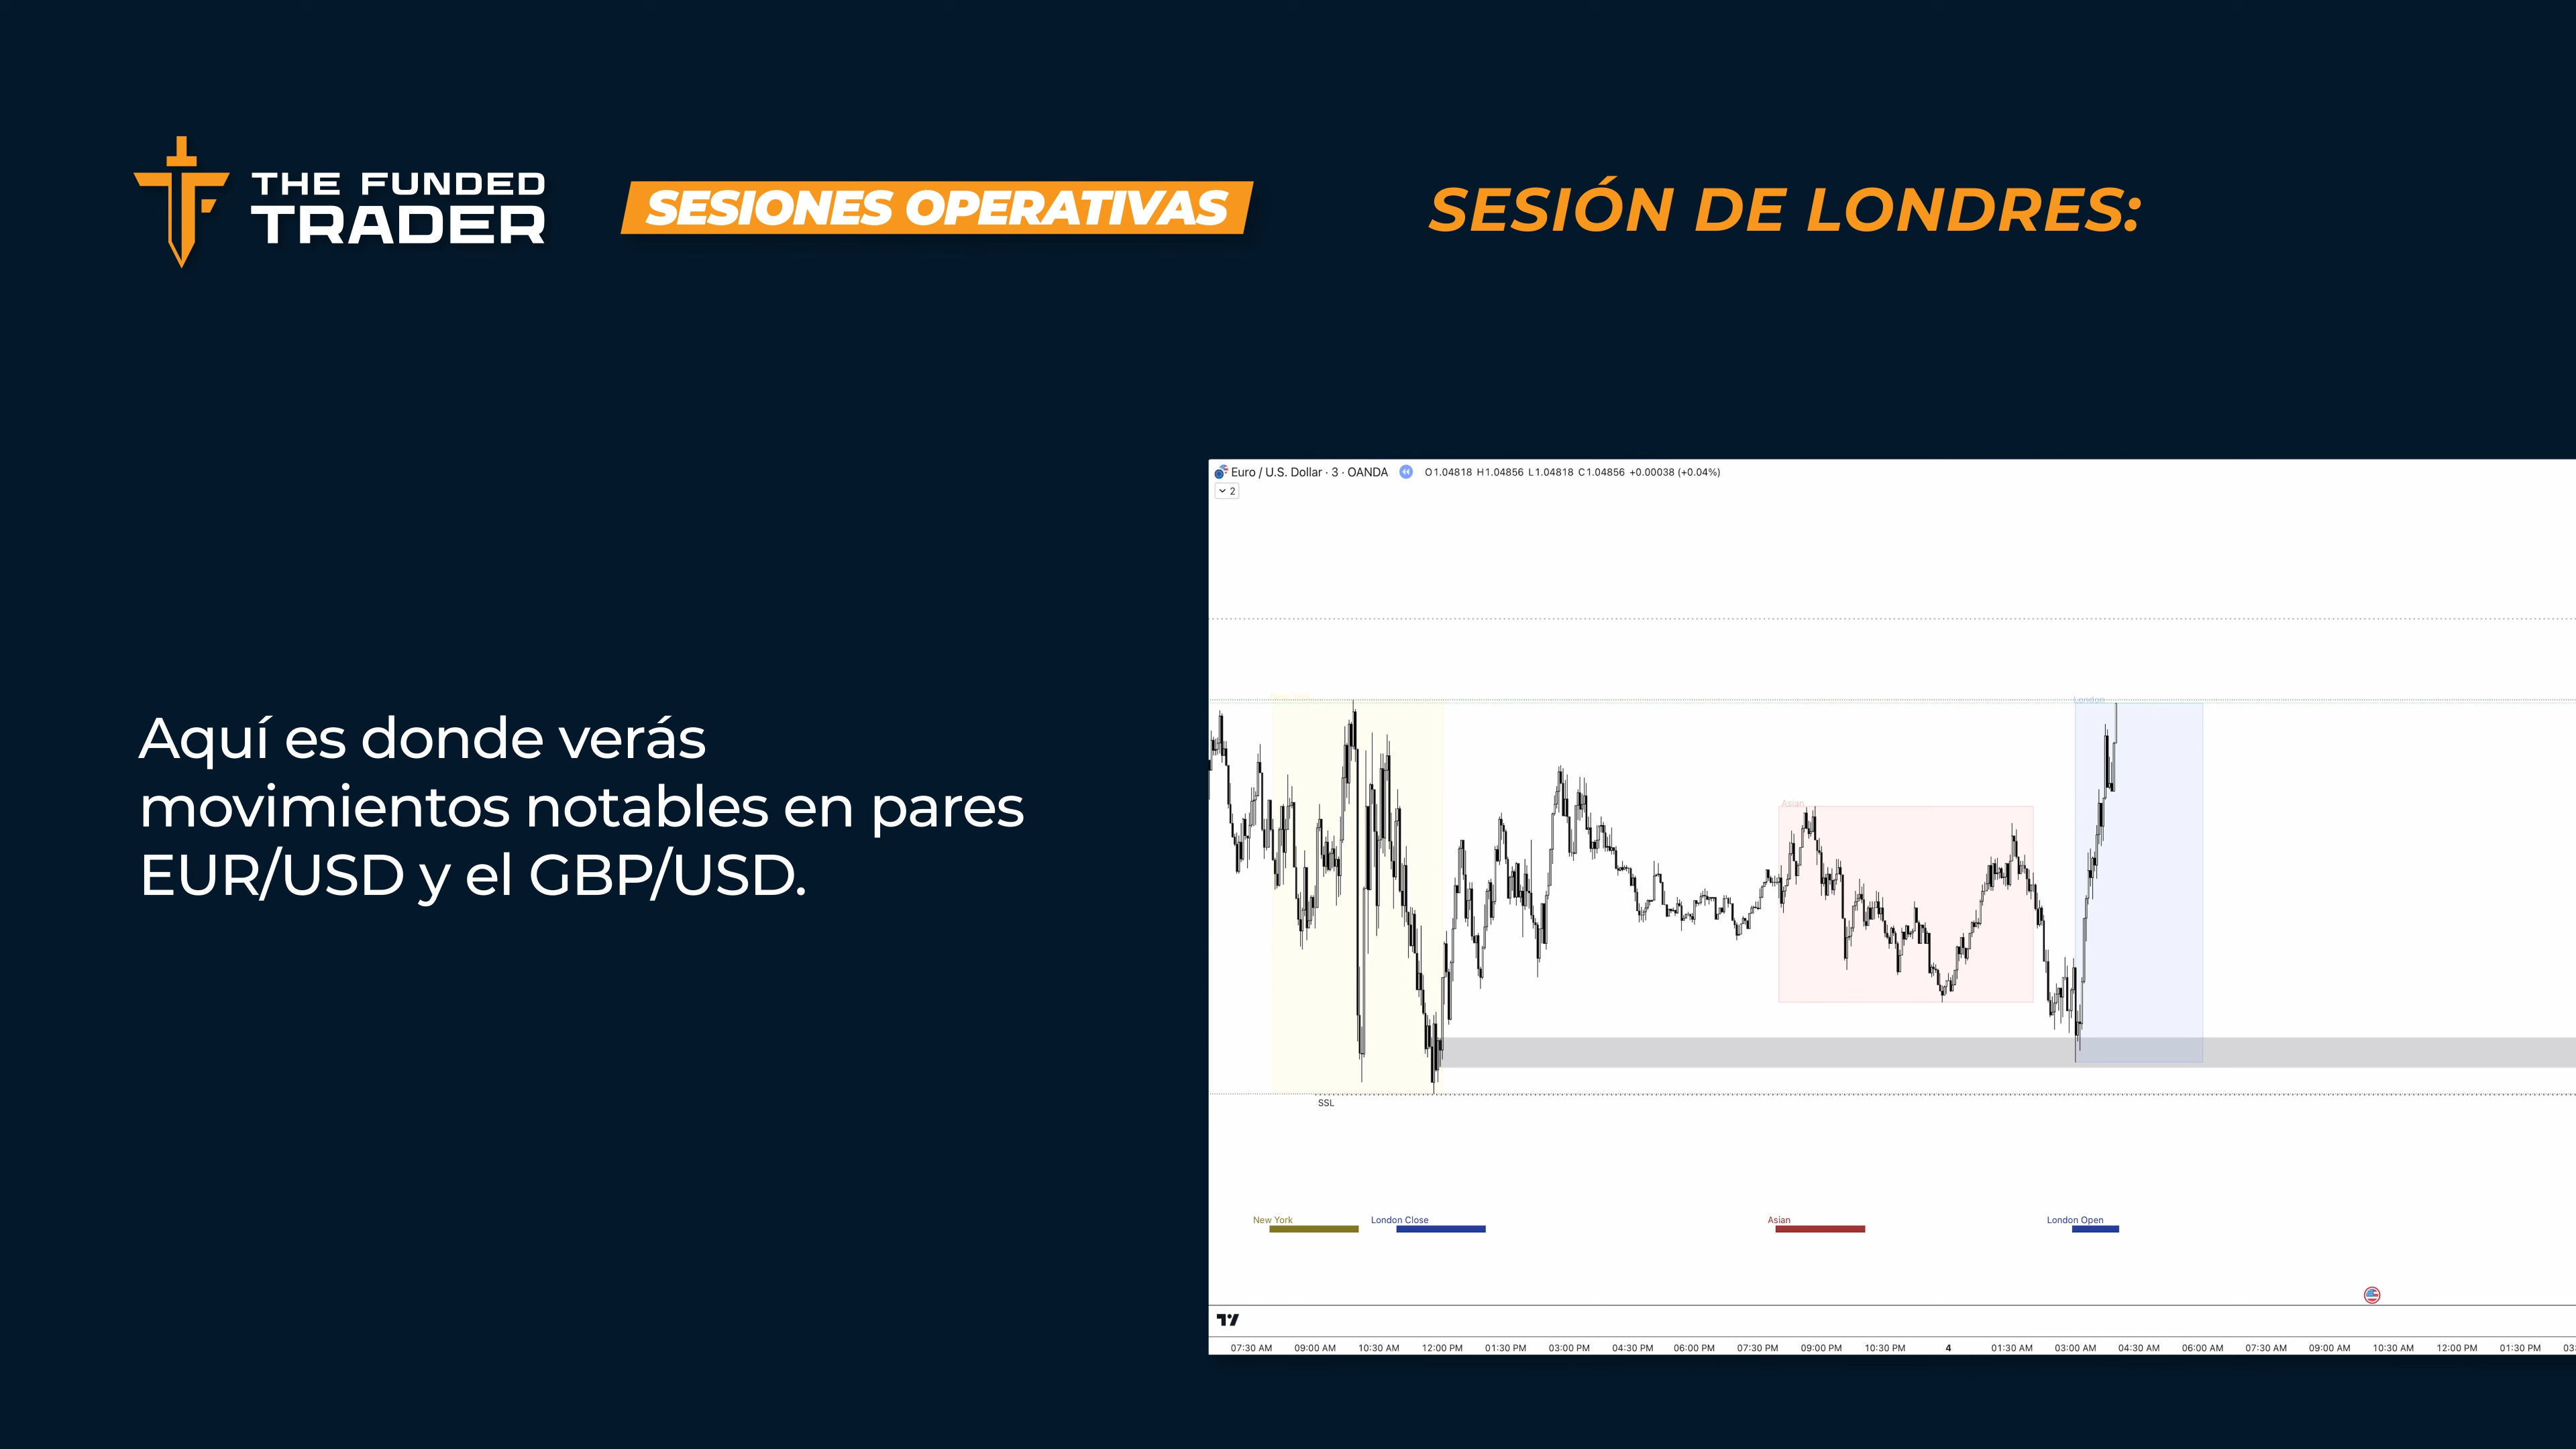 THE FUNDED
TRADER
SESIONES OPERATIVAS
SESIÓN DE LONDRES:
Aquí es donde verás
movimientos notables en pares
EUR/USD y el GBP/USD.
Euro / U.S. Dollar · 3 · OANDA O1.04818 H1.04856 L1.04818 C1.04856 +0.00038 (+0.04%)
2
London
Asian
SSL
New York London Close Asian London Open
07:30 AM 09:00 AM 10:30 AM 12:00 PM 01:30 PM 03:00 PM 04:30 PM 06:00 PM 07:30 PM 09:00 PM 10:30 PM 4 01:30 AM 03:00 AM 04:30 AM 06:00 AM 07:30 AM 09:00 AM 10:30 AM 12:00 PM 01:30 PM 03: